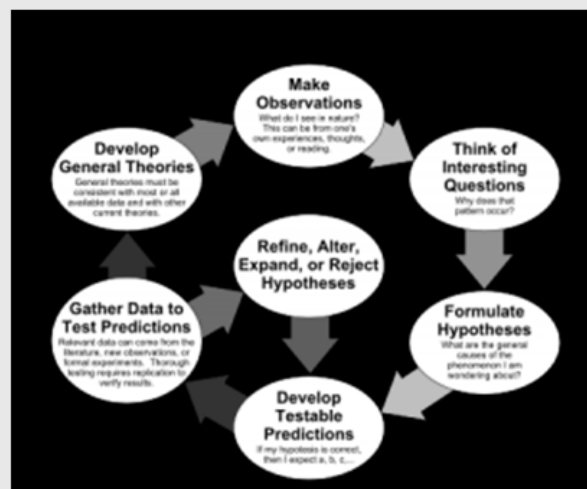 Make
Observations
What do I see in nature?
This can be from one's
own experiences, thoughts,
or reading.
Think of
Interesting
Questions
Why does that
pattern occur?
Formulate
Hypotheses
What are the general
causes of the
phenomenon I am
wondering about?
Develop
Testable
Predictions
If my hypotesis is correct,
then I expect a, b, c,...
Gather Data to
Test Predictions
Relevant data can come from the
literature, new observations, or
formal experiments. Thorough
testing requires replication to
verify results.
Refine, Alter,
Expand, or Reject
Hypotheses
Develop
General Theories
General theories must be
consistent with most or all
available data and with other
current theories.